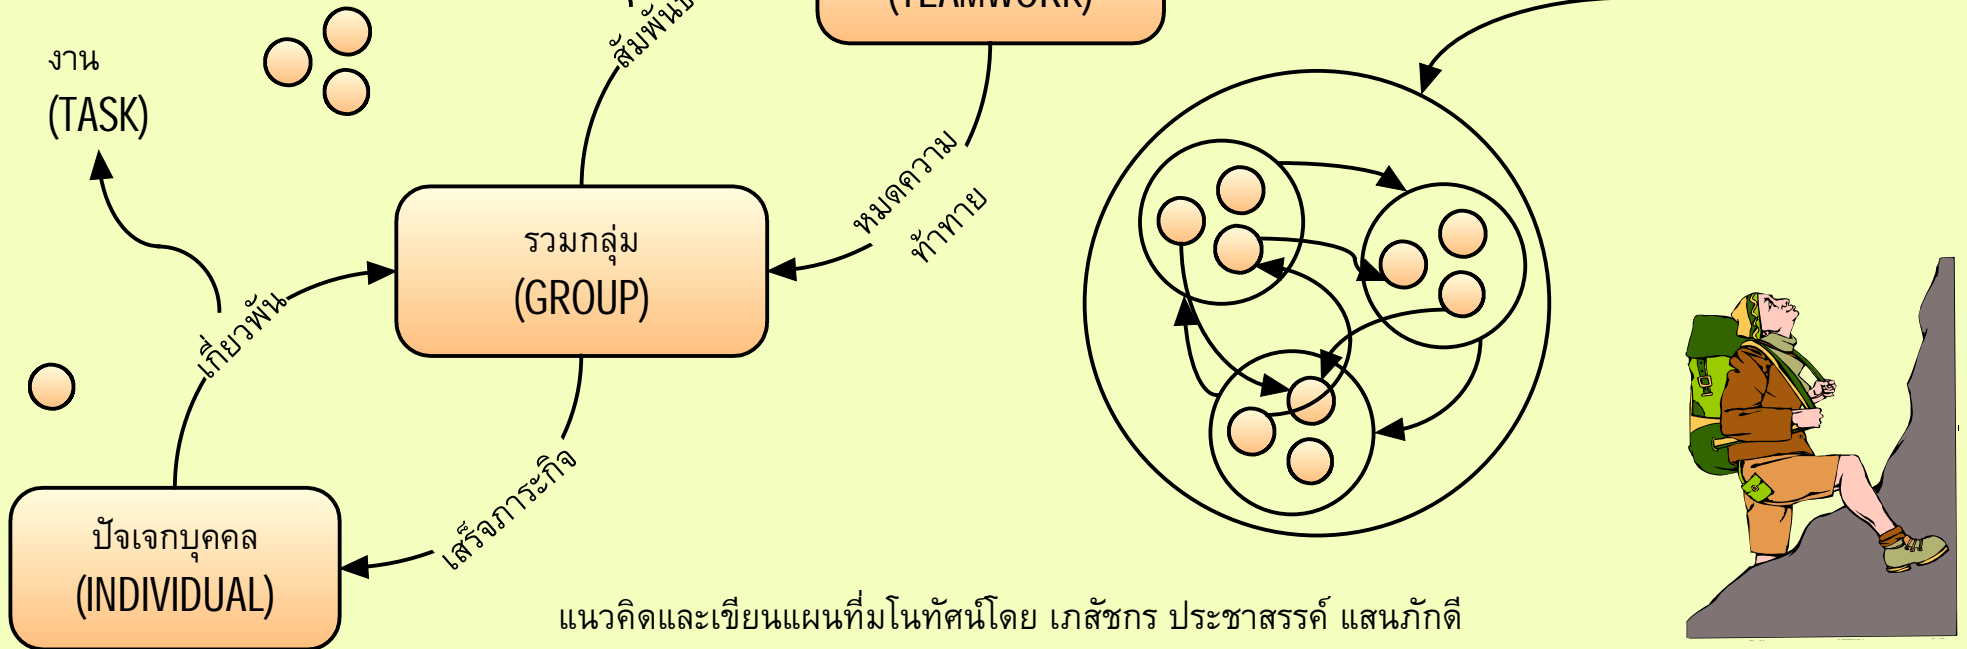 (TEAMWORK)
งาน
(TASK)
หมดความ
ท้าทาย
รวมกลุ่ม
(GROUP)
เกี่ยวพัน
เสร็จภาระกิจ
ปัจเจกบุคคล
(INDIVIDUAL)
แนวคิดและเขียนแผนที่มโนทัศน์โดย เภสัชกร ประชาสรรค์ แสนภักดี